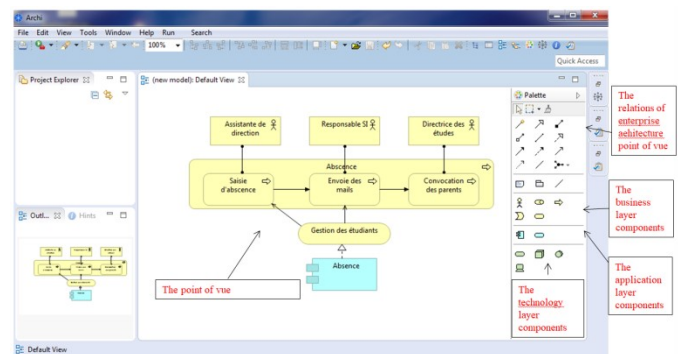 Archi
File Edit View Tools Window Help Run Search
100%
Quick Access
Project Explorer
(new model): Default View
Palette
Assistante de
direction
Responsable SI
Directrice des
études
Abscence
Saisie
d'abscence
Envoie des
mails
Convocation
des parents
Gestion des étudiants
Absence
Outl...
Hints
The point of vue
The
relations of
enterprise
aehitecture
point of vue
The
business
layer
components
The
application
layer
components
The
technology
layer
components
Default View